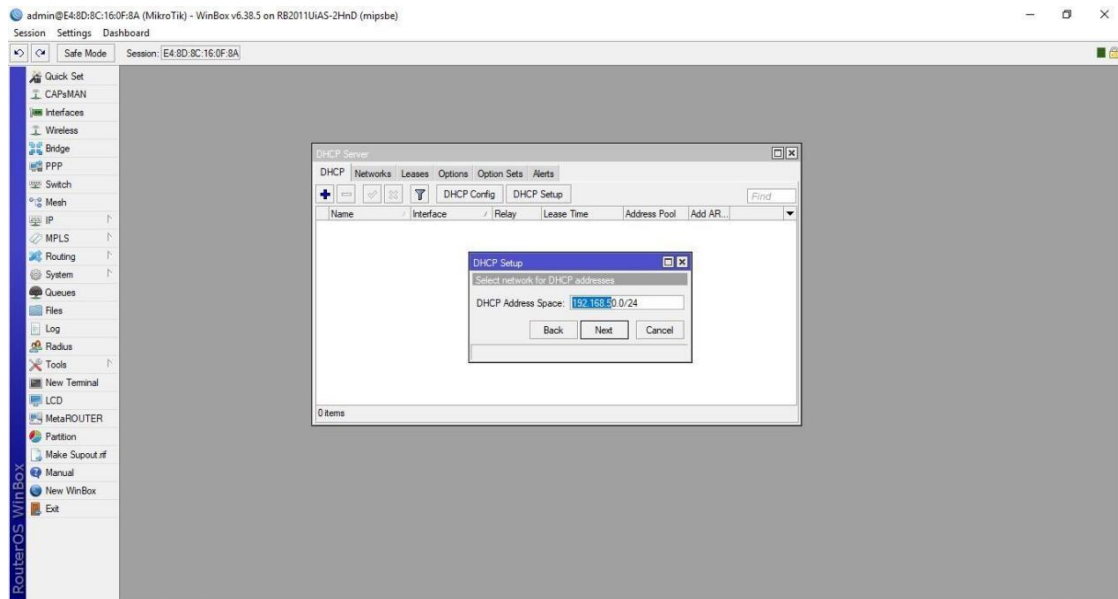 admin@E4:8D:8C:16:0F:8A (MikroTik) - WinBox v6.38.5 on RB2011UiAS-2HnD (mipsbe)
Session Settings Dashboard
Safe Mode Session: E4:8D:8C:16:0F:8A
Quick Set
CAPsMAN
Interfaces
Wireless
Bridge
PPP
Switch
Mesh
IP
MPLS
Routing
System
Queues
Files
Log
Radius
Tools
New Terminal
LCD
MetaROUTER
Partition
Make Supout.rif
Manual
New WinBox
Exit
RouterOS WinBox
DHCP Server
DHCP Networks Leases Options Option Sets Alerts
DHCP Config DHCP Setup Find
Name Interface Relay Lease Time Address Pool Add AR...
DHCP Setup
Select network for DHCP addresses
DHCP Address Space: 192.168.50.0/24
Back Next Cancel
0 items